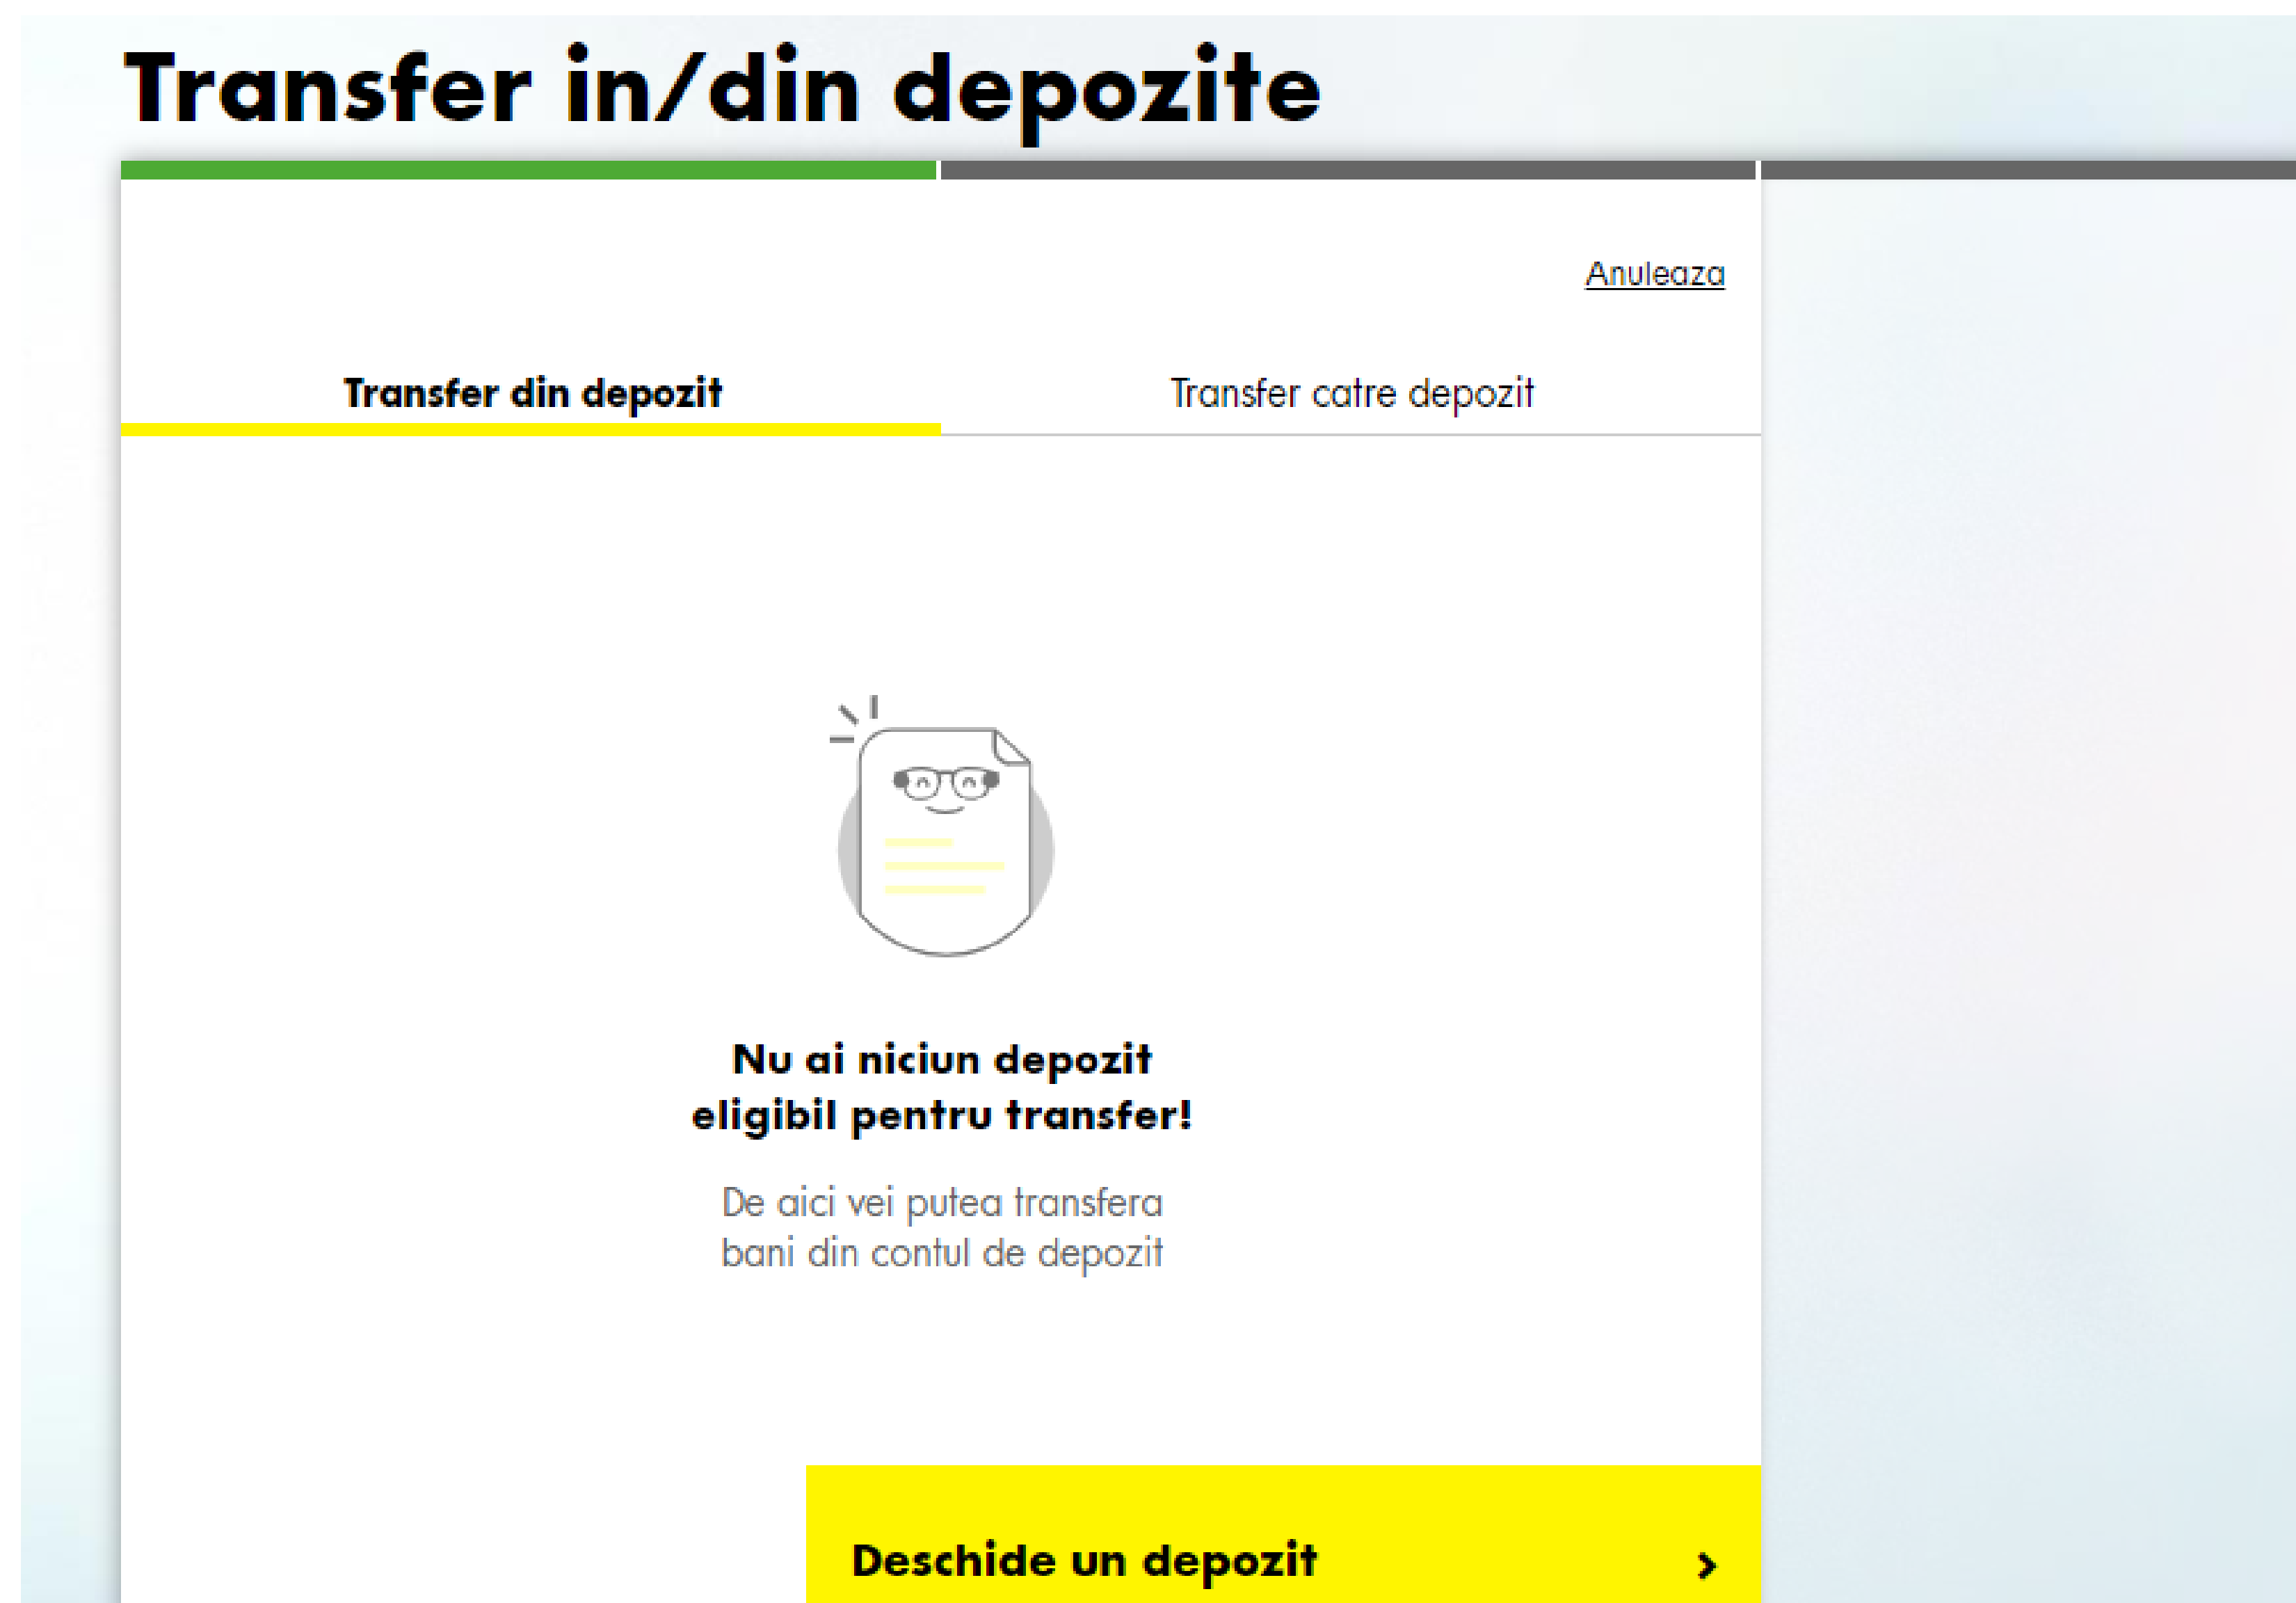 Transfer in/din depozite
Anuleaza
Transfer din depozit
Transfer catre depozit
Nu ai niciun depozit
eligibil pentru transfer!
De aici vei putea transfera
bani din contul de depozit
Deschide un depozit